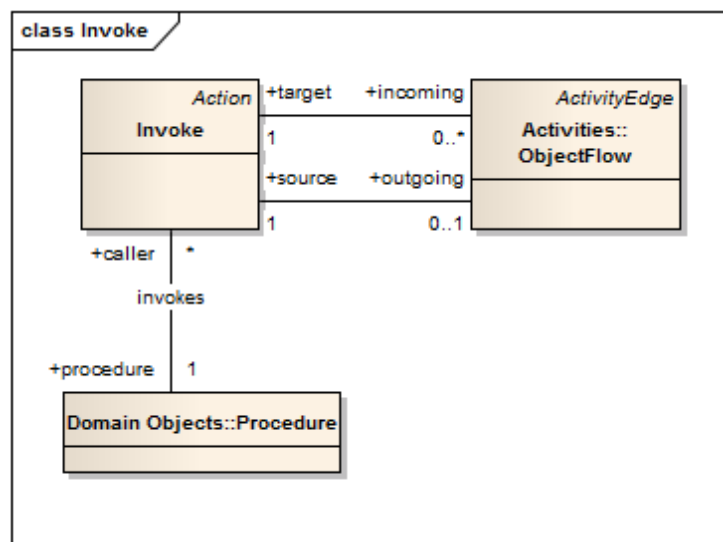 class Invoke
Action
Invoke
+target
+incoming
1
0..*
ActivityEdge
Activities::
ObjectFlow
+source
+outgoing
1
0..1
+caller
*
invokes
+procedure
1
Domain Objects::Procedure